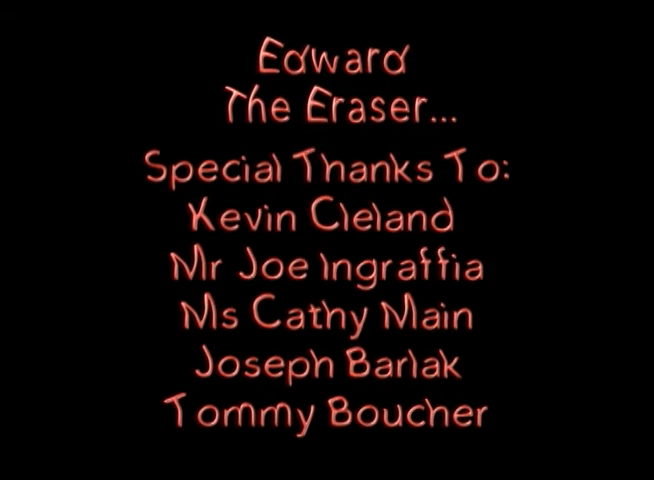 Edward
The Eraser...
Special Thanks To:
Kevin Cleland
Mr Joe Ingraffia
Ms Cathy Main
Joseph Barlak
Tommy Boucher